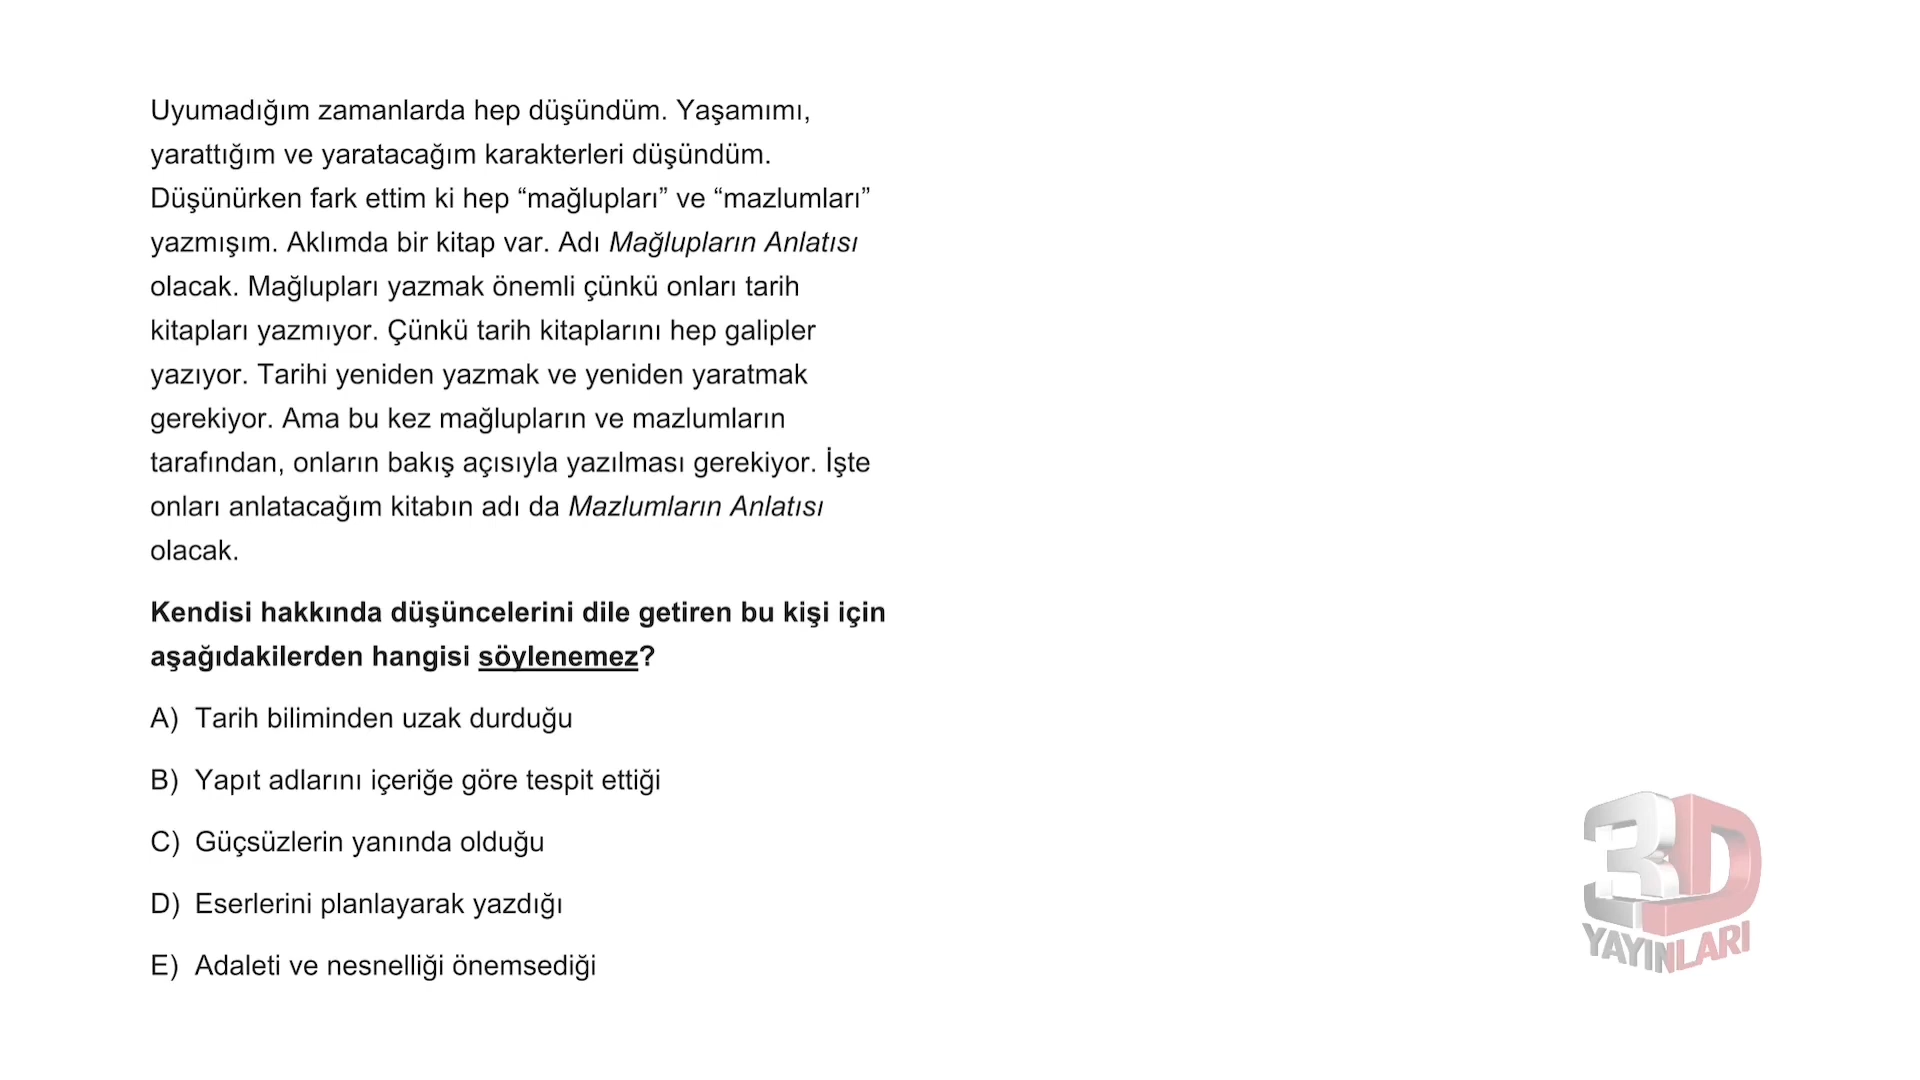 Uyumadığım zamanlarda hep düşündüm. Yaşamımı,
yarattığım ve yaratacağım karakterleri düşündüm.
Düşünürken fark ettim ki hep “mağlupları” ve “mazlumları”
yazmışım. Aklımda bir kitap var. Adı Mağlupların Anlatısı
olacak. Mağlupları yazmak önemli çünkü onları tarih
kitapları yazmıyor. Çünkü tarih kitaplarını hep galipler
yazıyor. Tarihi yeniden yazmak ve yeniden yaratmak
gerekiyor. Ama bu kez mağlupların ve mazlumların
tarafından, onların bakış açısıyla yazılması gerekiyor. İşte
onları anlatacağım kitabın adı da Mazlumların Anlatısı
olacak.
Kendisi hakkında düşüncelerini dile getiren bu kişi için
aşağıdakilerden hangisi söylenemez?
A) Tarih biliminden uzak durduğu
B) Yapıt adlarını içeriğe göre tespit ettiği
C) Güçsüzlerin yanında olduğu
D) Eserlerini planlayarak yazdığı
E) Adaleti ve nesnelliği önemsediği
3D
YAYINLARI